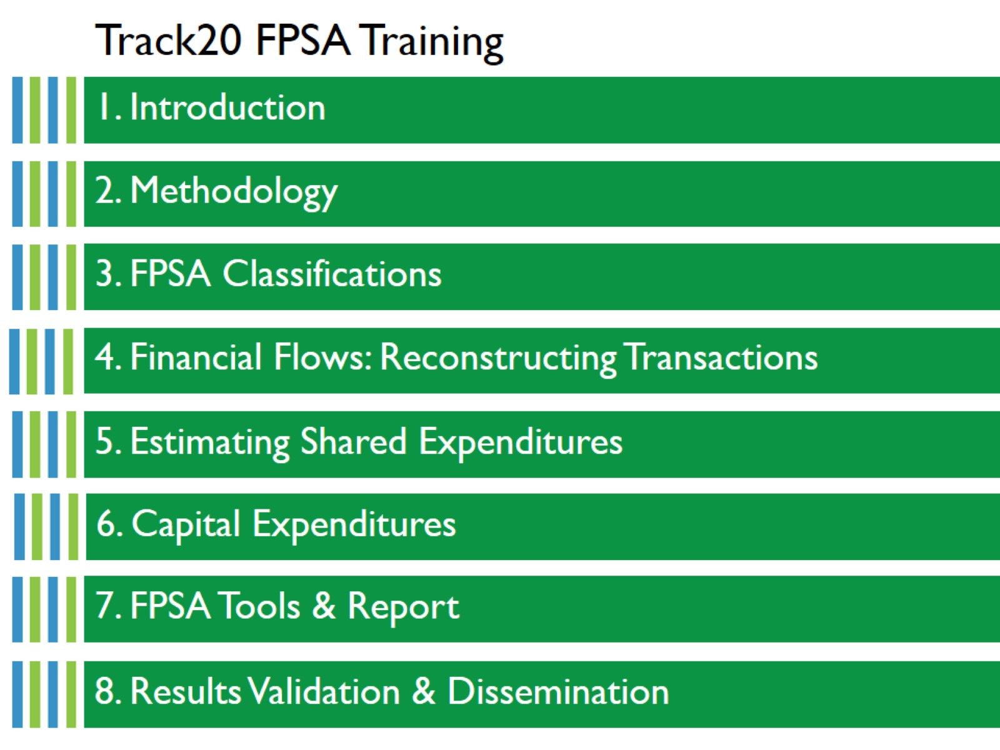 Track20 FPSA Training
1. Introduction
2. Methodology
3. FPSA Classifications
4. Financial Flows: Reconstructing Transactions
5. Estimating Shared Expenditures
6. Capital Expenditures
7. FPSA Tools & Report
8. Results Validation & Dissemination